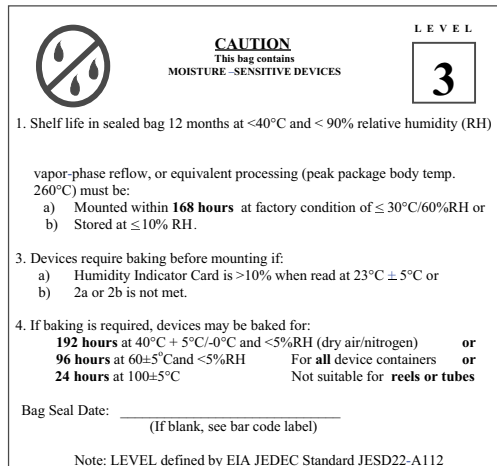 LEVEL
3
CAUTION
This bag contains
MOISTURE –SENSITIVE DEVICES
1. Shelf life in sealed bag 12 months at <40°C and < 90% relative humidity (RH)
vapor-phase reflow, or equivalent processing (peak package body temp.
260°C) must be:
a) Mounted within 168 hours at factory condition of ≤ 30°C/60%RH or
b) Stored at ≤10% RH.
3. Devices require baking before mounting if:
a) Humidity Indicator Card is >10% when read at 23°C ± 5°C or
b) 2a or 2b is not met.
4. If baking is required, devices may be baked for:
192 hours at 40°C + 5°C/-0°C and <5%RH (dry air/nitrogen) or
96 hours at 60±5°Cand <5%RH For all device containers or
24 hours at 100±5°C Not suitable for reels or tubes
Bag Seal Date: ________________________________
(If blank, see bar code label)
Note: LEVEL defined by EIA JEDEC Standard JESD22-A112